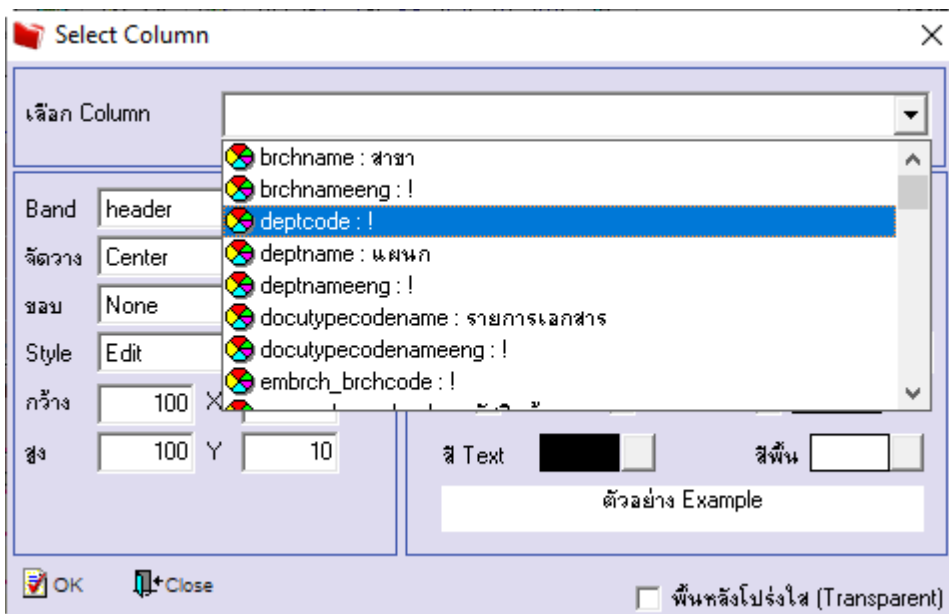 Select Column
เลือก Column
brchname : สาขา
brchnameeng : !
deptcode : !
deptname : แผนก
deptnameeng : !
docutypecodename : รายการเอกสาร
docutypecodenameeng : !
embrch_brchcode : !
Band header
จัดวาง Center
ขอบ None
Style Edit
กว้าง 100 X
สูง 100 Y 10
สี Text สีพื้น
ตัวอย่าง Example
OK Close
พื้นหลังโปร่งใส (Transparent)